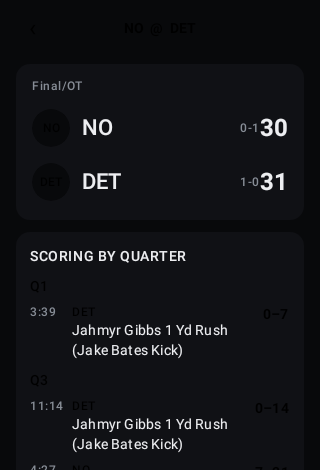 NO @ DET
Final/OT
NO NO 0-1 30
DET DET 1-0 31
SCORING BY QUARTER
Q1
3:39 DET 0–7
Jahmyr Gibbs 1 Yd Rush
(Jake Bates Kick)
Q3
11:14 DET 0–14
Jahmyr Gibbs 1 Yd Rush
(Jake Bates Kick)
4:27 NO